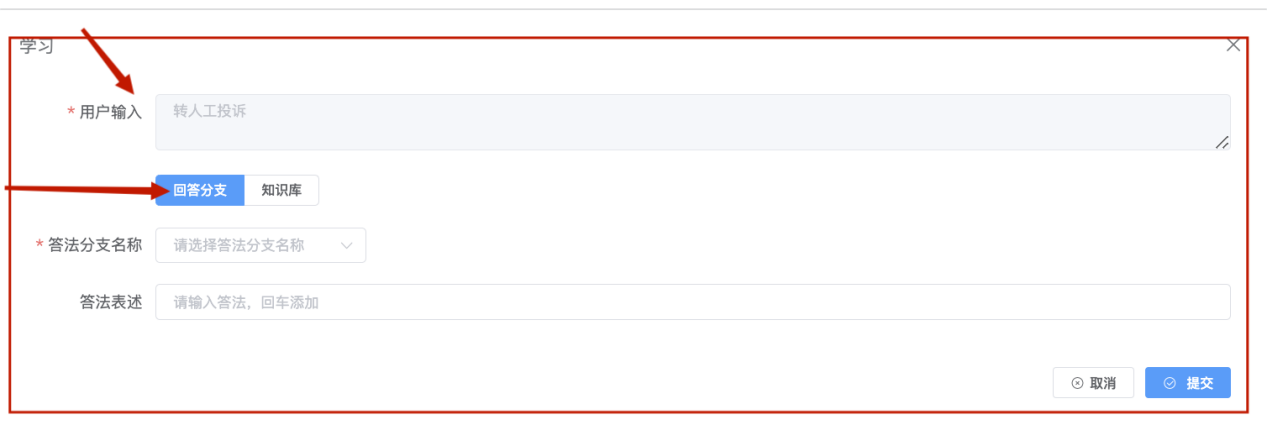 学习
* 用户输入 转人工投诉
回答分支 知识库
* 答法分支名称 请选择答法分支名称
答法表述 请输入答法，回车添加
取消 提交